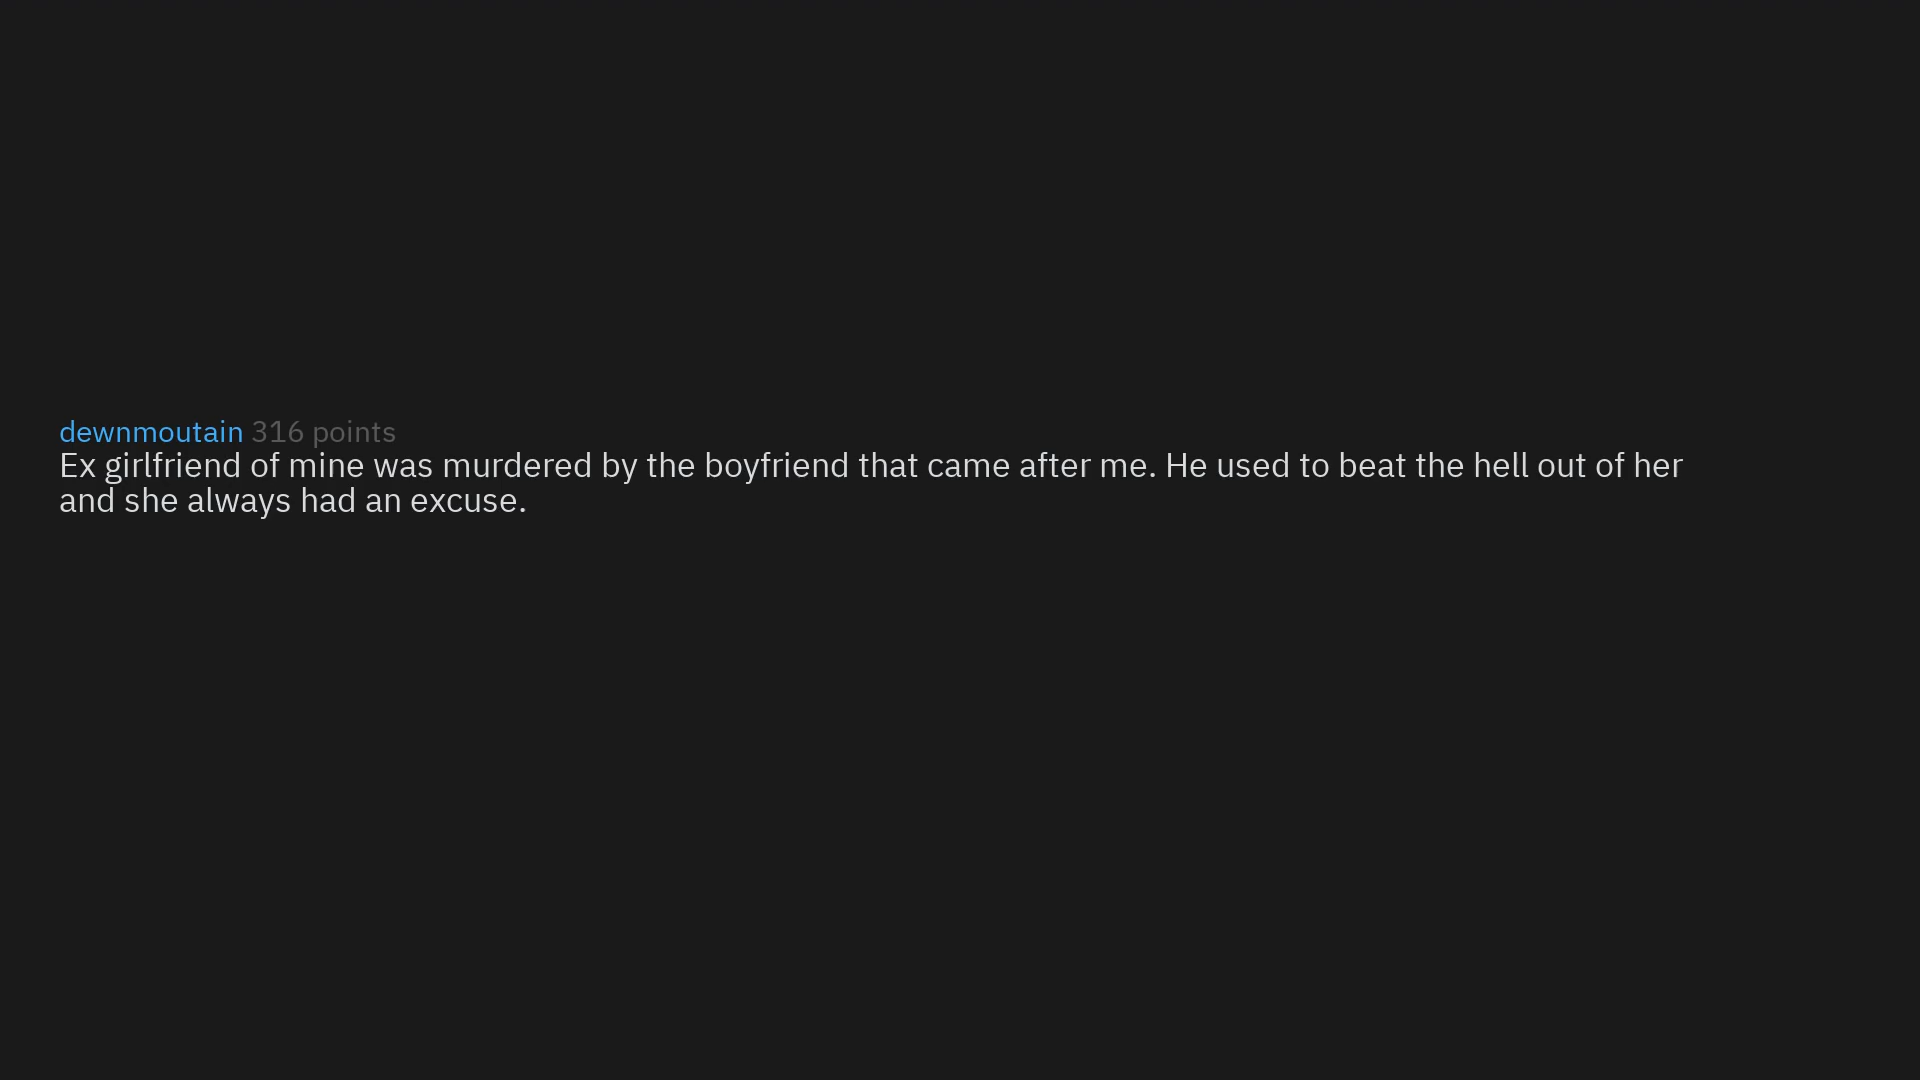 dewnmoutain 316 points
Ex girlfriend of mine was murdered by the boyfriend that came after me. He used to beat the hell out of her
and she always had an excuse.